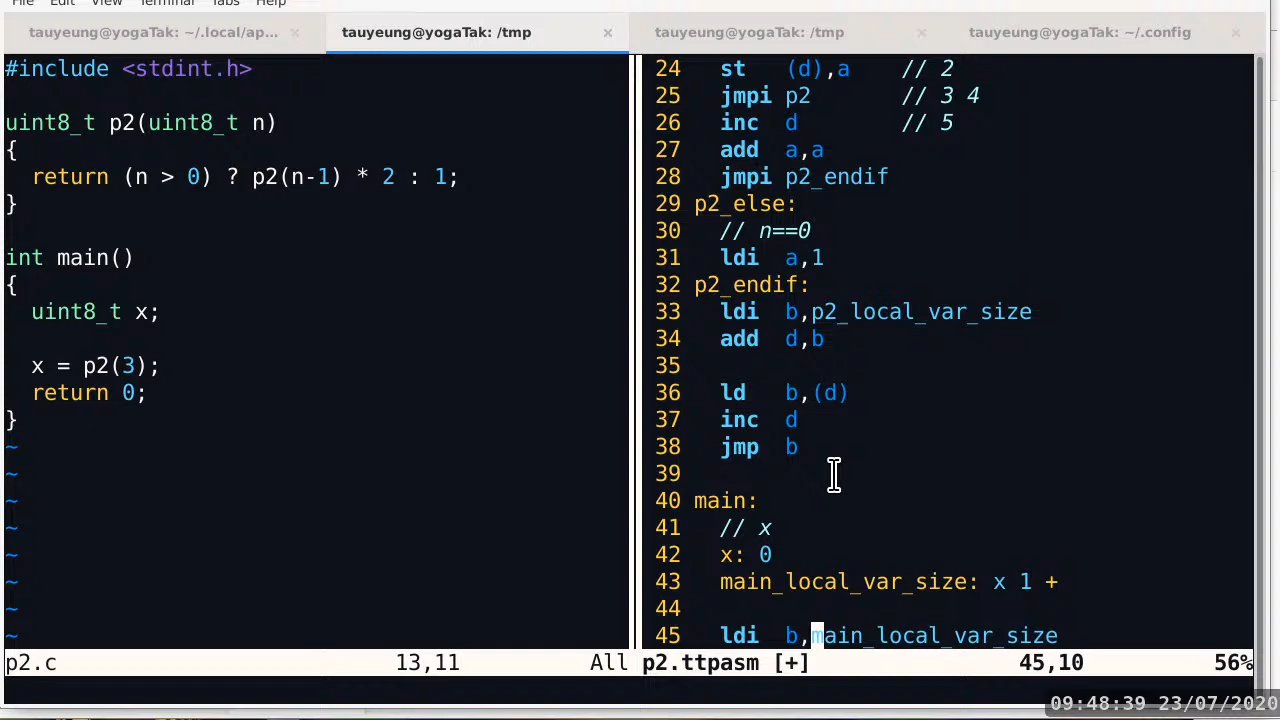 File Edit View Terminal Tabs Help
tauyeung@yogaTak: ~/.local/ap... × tauyeung@yogaTak: /tmp × tauyeung@yogaTak: /tmp × tauyeung@yogaTak: ~/.config ×
#include <stdint.h>
uint8_t p2(uint8_t n)
{
return (n > 0) ? p2(n-1) * 2 : 1;
}
int main()
{
uint8_t x;
x = p2(3);
return 0;
}
~
~
~
~
~
~
~
~
p2.c 13,11 All
24 st (d),a // 2
25 jmpi p2 // 3 4
26 inc d // 5
27 add a,a
28 jmpi p2_endif
29 p2_else:
30 // n==0
31 ldi a,1
32 p2_endif:
33 ldi b,p2_local_var_size
34 add d,b
35
36 ld b,(d)
37 inc d
38 jmp b
39
40 main:
41 // x
42 x: 0
43 main_local_var_size: x 1 +
44
45 ldi b,main_local_var_size
p2.ttpasm [+] 45,10 56%
09:48:39 23/07/2020